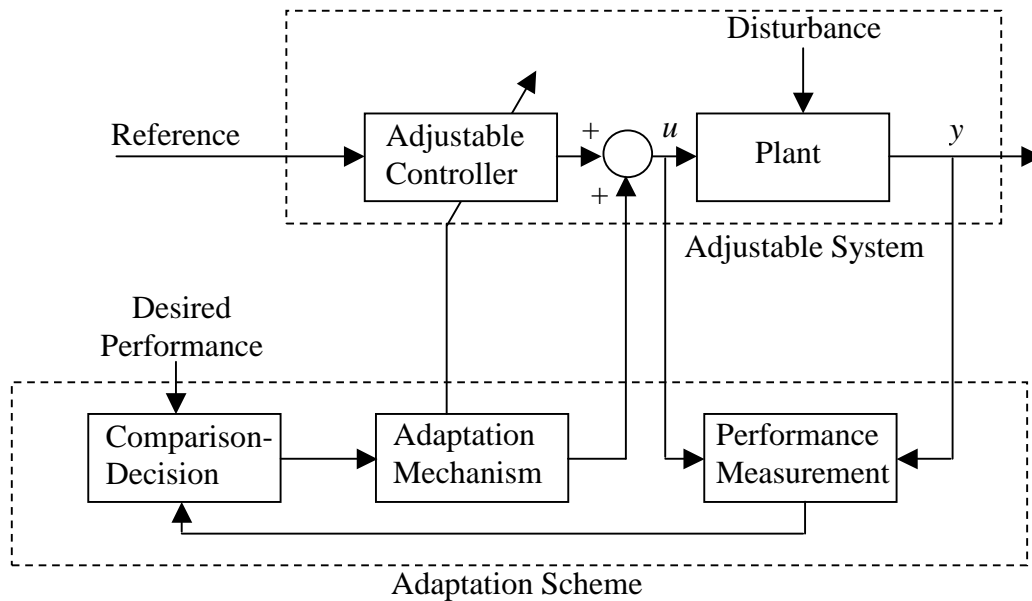 Disturbance
Reference
Adjustable
Controller
+
+
u
Plant
y
Adjustable System
Desired
Performance
Comparison-
Decision
Adaptation
Mechanism
Performance
Measurement
Adaptation Scheme